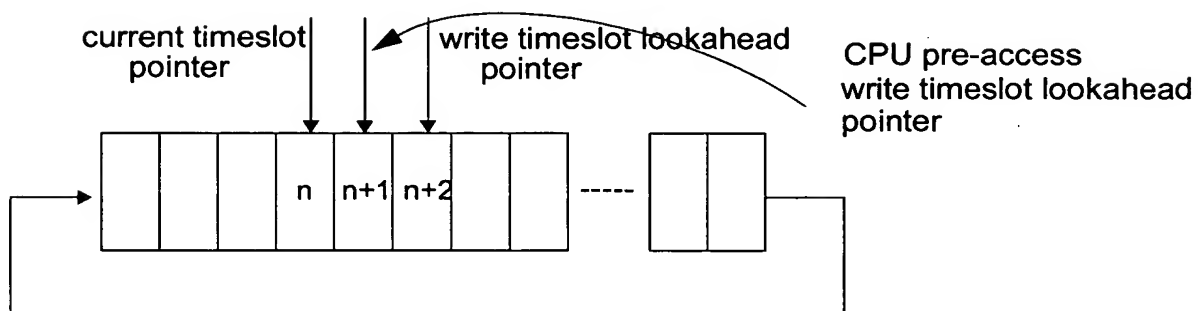 current timeslot
pointer
write timeslot lookahead
pointer
CPU pre-access
write timeslot lookahead
pointer
n
n+1
n+2